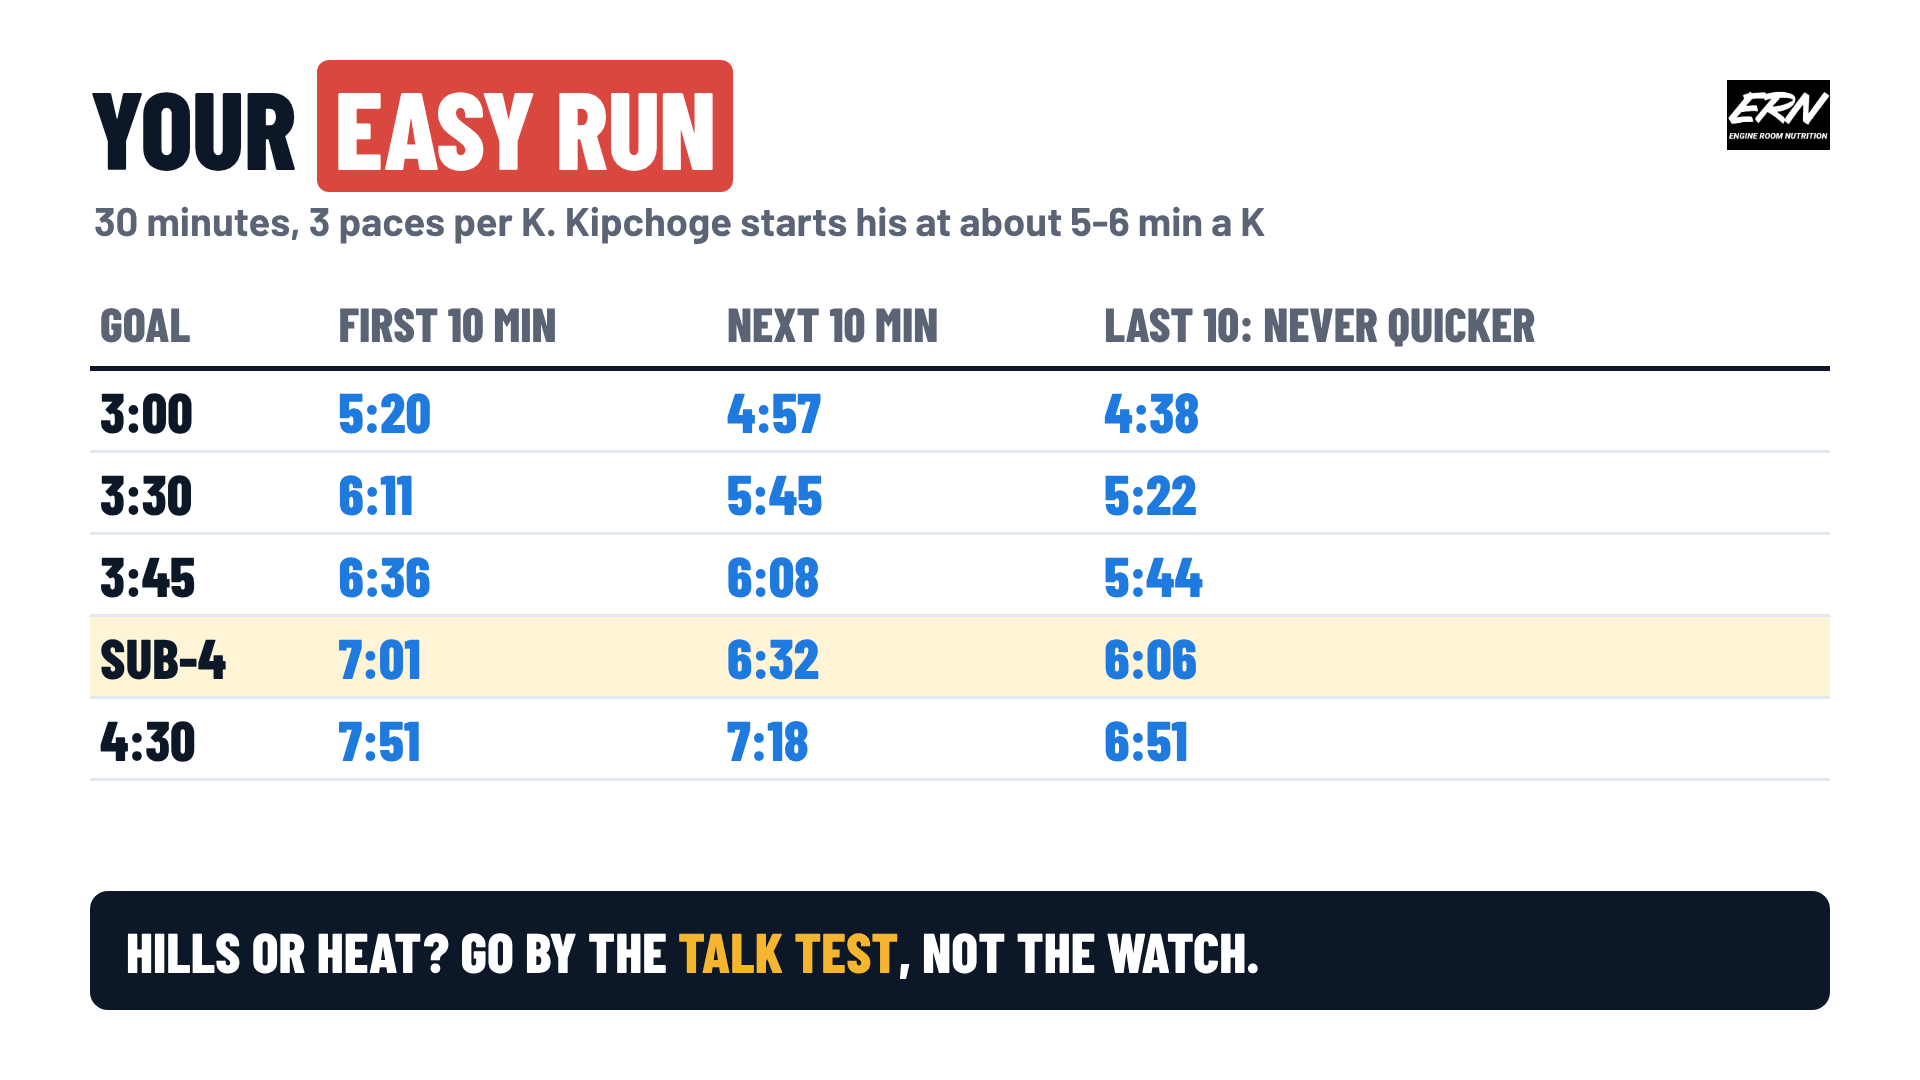 YOUR EASY RUN
ERN
ENGINE ROOM NUTRITION
30 minutes, 3 paces per K. Kipchoge starts his at about 5-6 min a K
GOAL FIRST 10 MIN NEXT 10 MIN LAST 10: NEVER QUICKER
3:00 5:20 4:57 4:38
3:30 6:11 5:45 5:22
3:45 6:36 6:08 5:44
SUB-4 7:01 6:32 6:06
4:30 7:51 7:18 6:51
HILLS OR HEAT? GO BY THE TALK TEST, NOT THE WATCH.